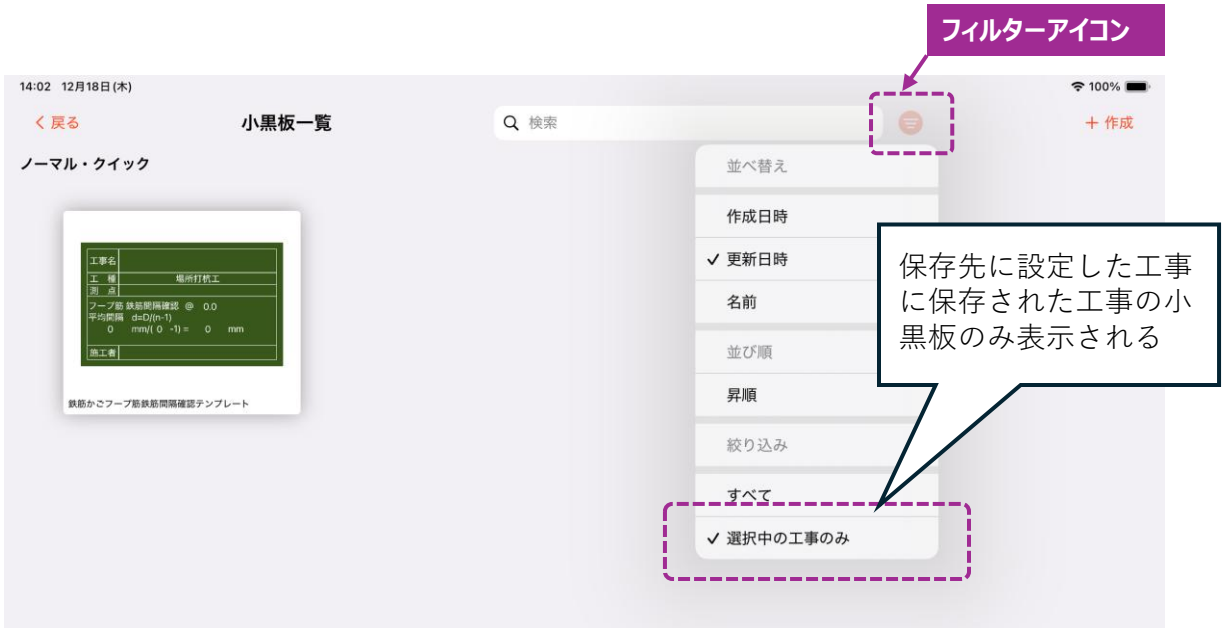 フィルターアイコン
14:02 12月18日(木)
100%
戻る
小黒板一覧
検索
+ 作成
ノーマル・クイック
並べ替え
作成日時
更新日時
名前
並び順
昇順
絞り込み
すべて
選択中の工事のみ
保存先に設定した工事
に保存された工事の小
黒板のみ表示される
工事名
工 種 場所打杭工
測 点
フープ筋 鉄筋間隔確認 @ 0.0
平均間隔 d=D/(n-1)
0 mm/( 0 -1) = 0 mm
施工者
鉄筋かごフープ筋鉄筋間隔確認テンプレート